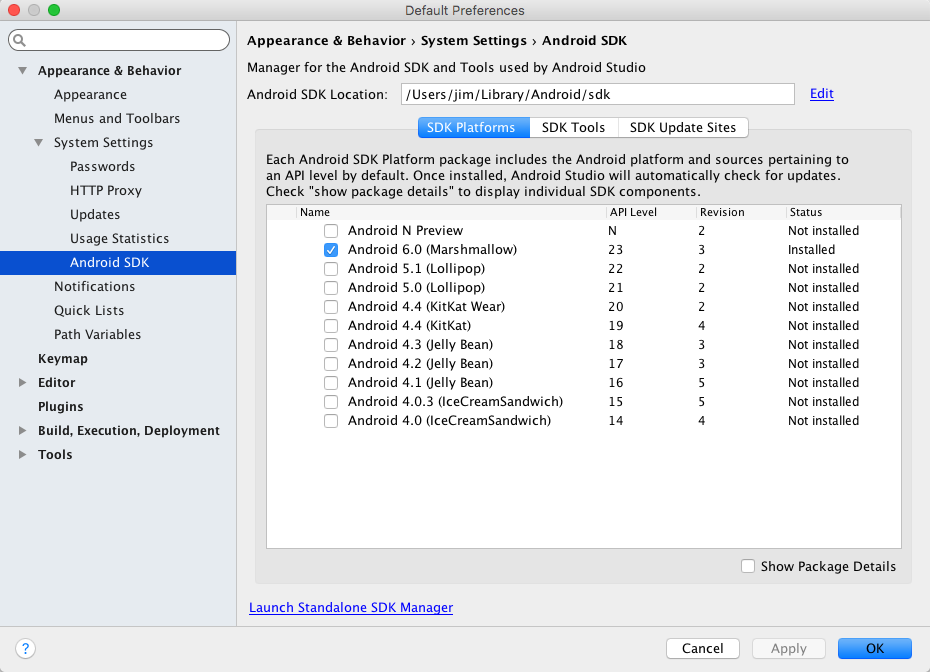 Default Preferences
Appearance & Behavior
Appearance
Menus and Toolbars
System Settings
Passwords
HTTP Proxy
Updates
Usage Statistics
Android SDK
Notifications
Quick Lists
Path Variables
Keymap
Editor
Plugins
Build, Execution, Deployment
Tools
Appearance & Behavior › System Settings › Android SDK
Manager for the Android SDK and Tools used by Android Studio
Android SDK Location: /Users/jim/Library/Android/sdk Edit
SDK Platforms SDK Tools SDK Update Sites
Each Android SDK Platform package includes the Android platform and sources pertaining to
an API level by default. Once installed, Android Studio will automatically check for updates.
Check "show package details" to display individual SDK components.
Name API Level Revision Status
Android N Preview N 2 Not installed
Android 6.0 (Marshmallow) 23 3 Installed
Android 5.1 (Lollipop) 22 2 Not installed
Android 5.0 (Lollipop) 21 2 Not installed
Android 4.4 (KitKat Wear) 20 2 Not installed
Android 4.4 (KitKat) 19 4 Not installed
Android 4.3 (Jelly Bean) 18 3 Not installed
Android 4.2 (Jelly Bean) 17 3 Not installed
Android 4.1 (Jelly Bean) 16 5 Not installed
Android 4.0.3 (IceCreamSandwich) 15 5 Not installed
Android 4.0 (IceCreamSandwich) 14 4 Not installed
Show Package Details
Launch Standalone SDK Manager
? Cancel Apply OK